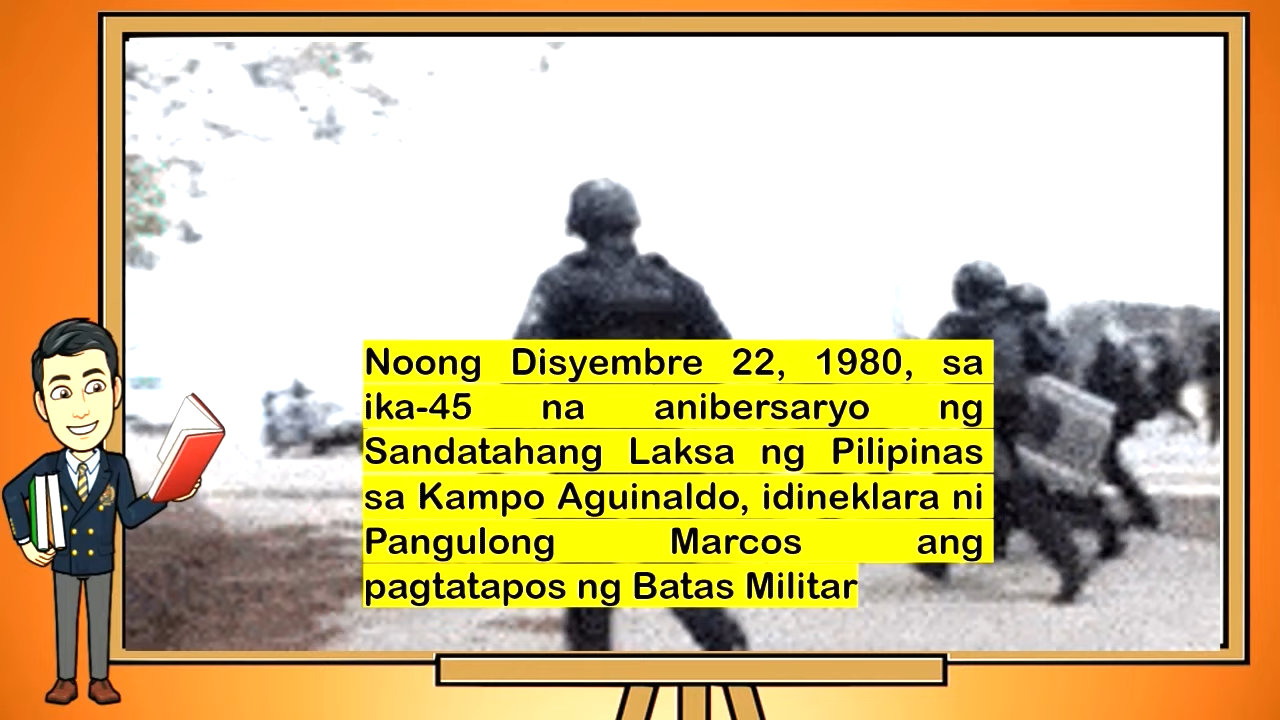 Noong Disyembre 22, 1980, sa
ika-45 na anibersaryo ng
Sandatahang Laksa ng Pilipinas
sa Kampo Aguinaldo, idineklara ni
Pangulong Marcos ang
pagtatapos ng Batas Militar